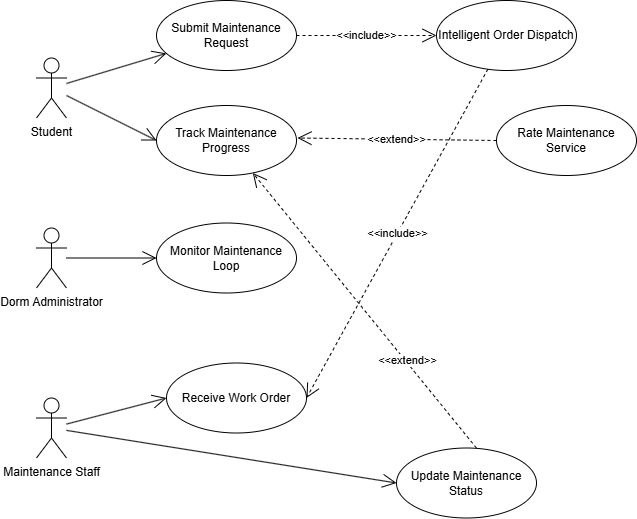 Submit Maintenance
Request
<<include>>
Intelligent Order Dispatch
Student
Track Maintenance
Progress
<<extend>>
Rate Maintenance
Service
<<include>>
Monitor Maintenance
Loop
Dorm Administrator
<<extend>>
Receive Work Order
Maintenance Staff
Update Maintenance
Status